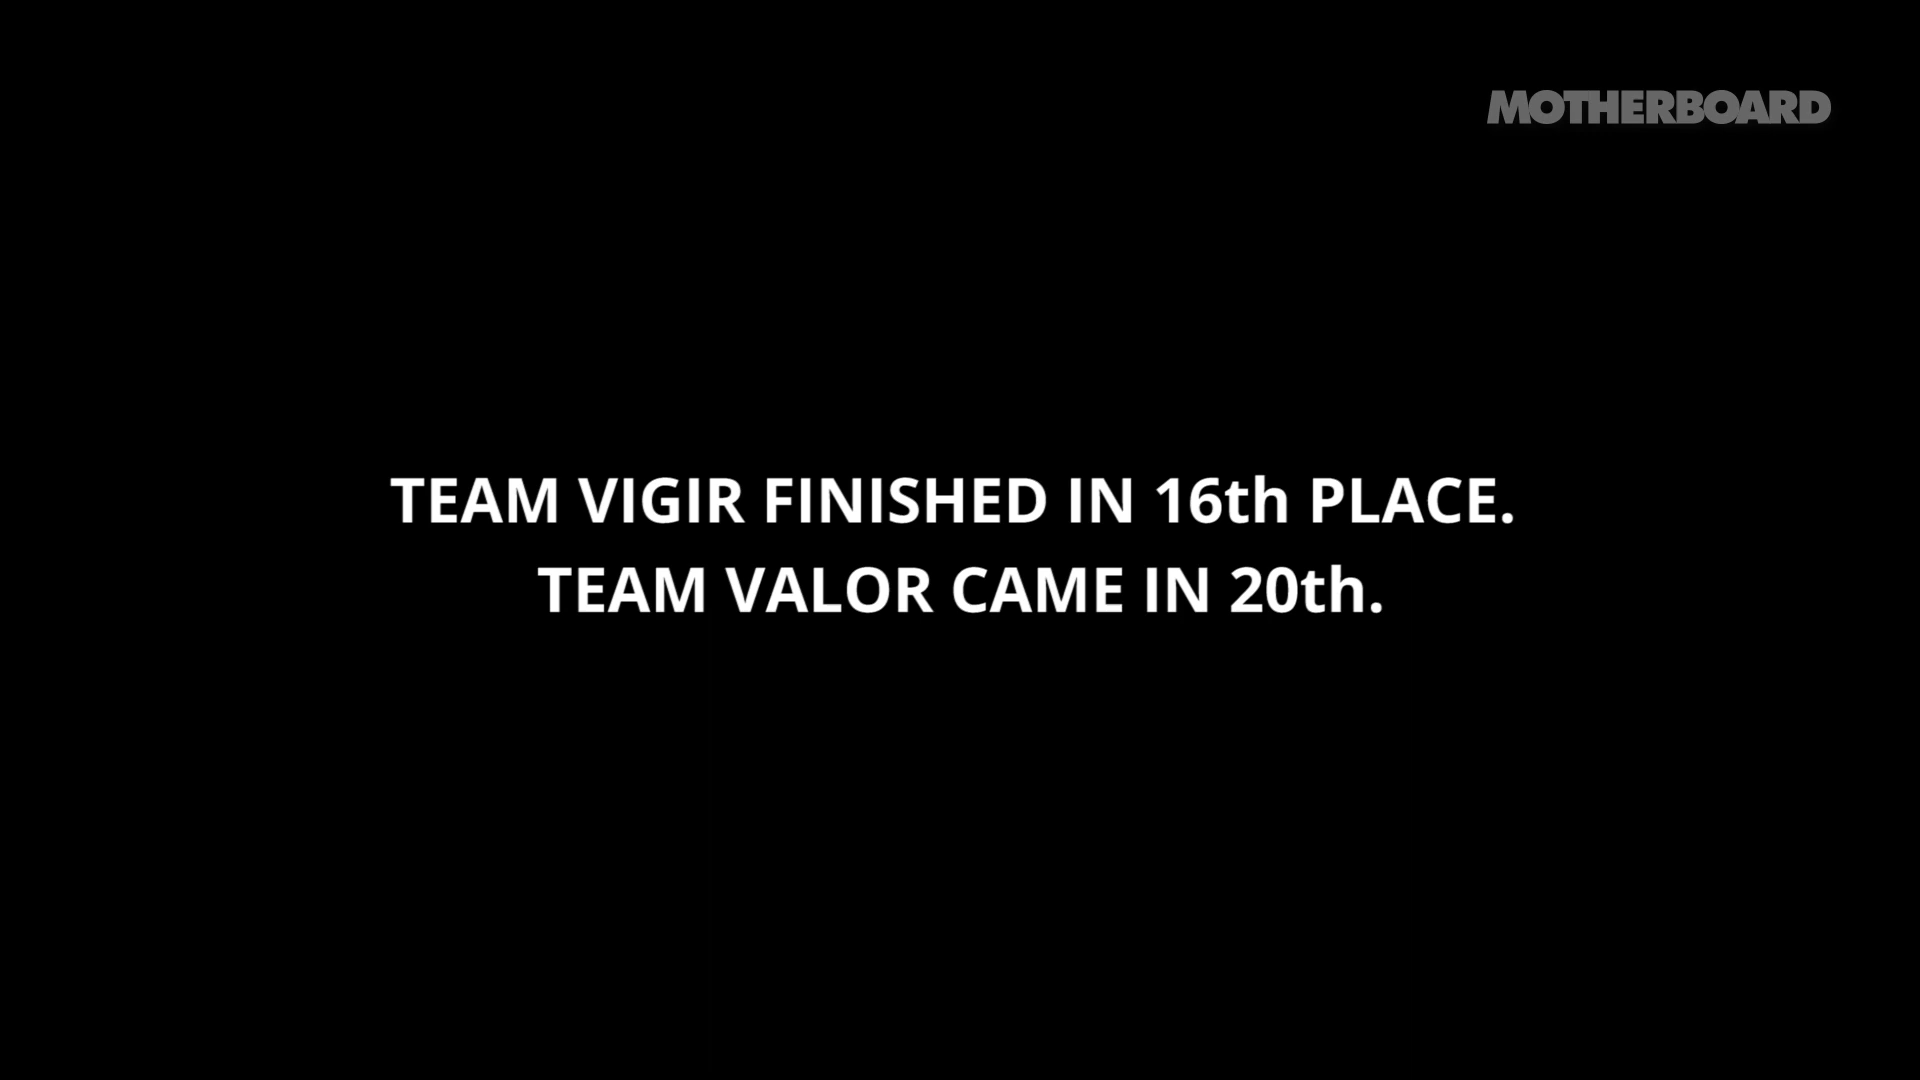 MOTHERBOARD
TEAM VIGIR FINISHED IN 16th PLACE.
TEAM VALOR CAME IN 20th.